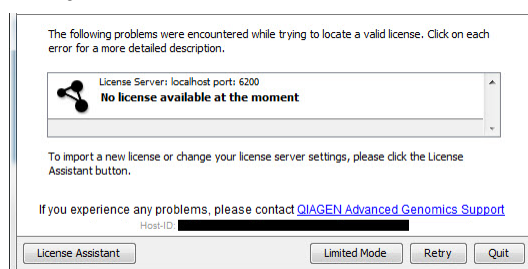 The following problems were encountered while trying to locate a valid license. Click on each
error for a more detailed description.
License Server: localhost port: 6200
No license available at the moment
To import a new license or change your license server settings, please click the License
Assistant button.
If you experience any problems, please contact QIAGEN Advanced Genomics Support
Host-ID:
License Assistant
Limited Mode
Retry
Quit